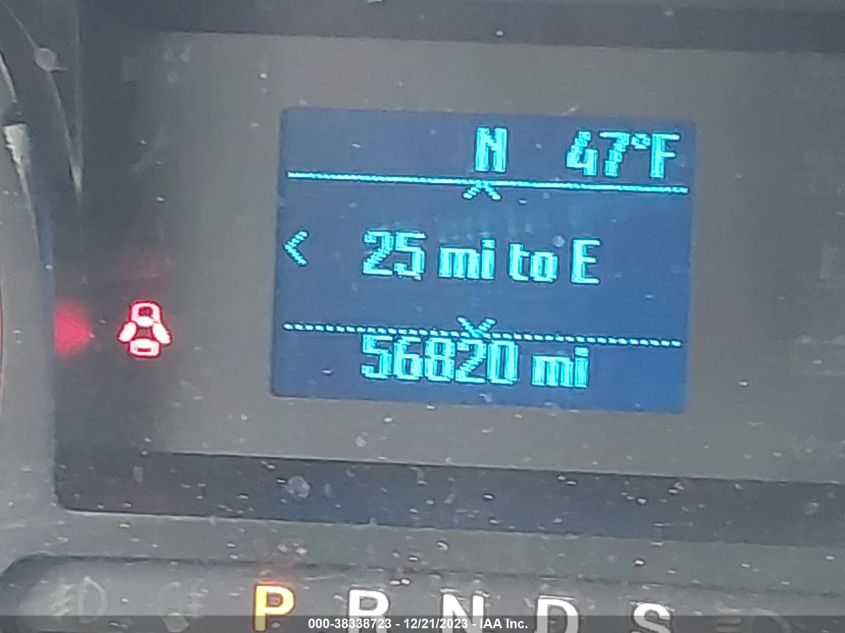 N 47°F
< 25 mi to E
56820 mi
P R N D S
000-38338723 - 12/21/2023 - IAA Inc.